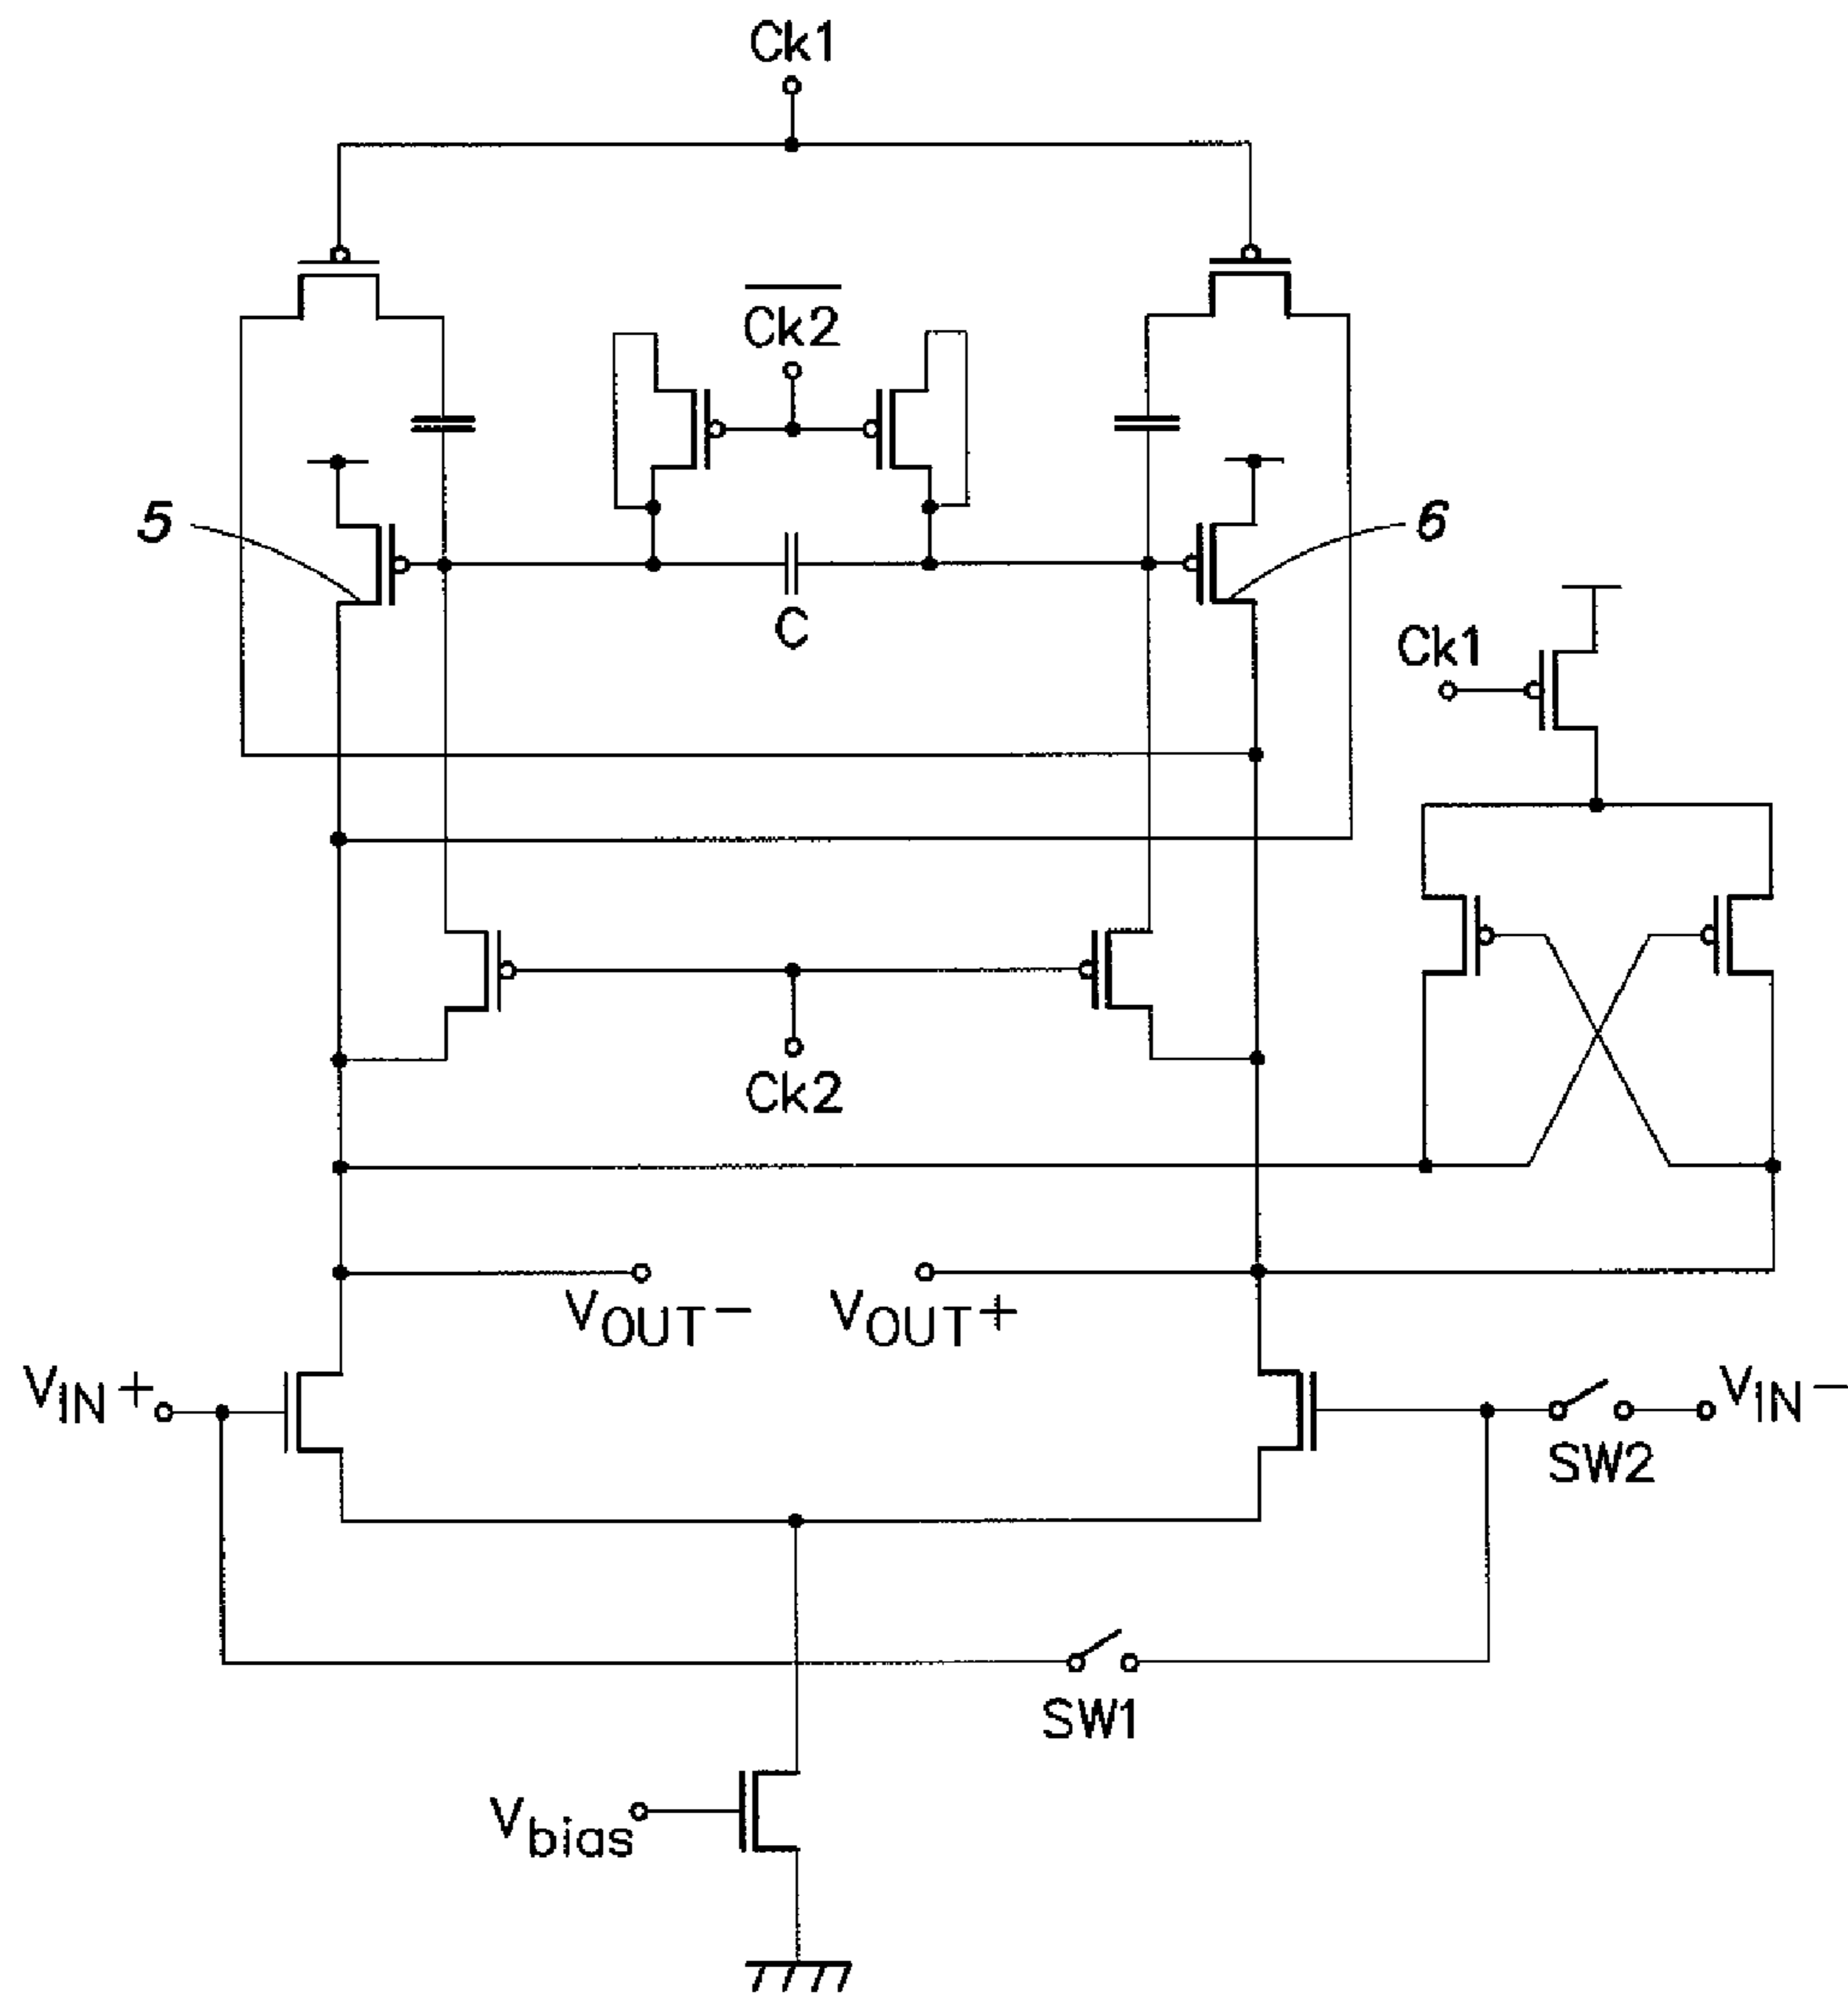 Ck1
Ck2
5
6
C
Ck1
Ck2
VOUT−
VOUT+
VIN+
VIN−
SW2
SW1
Vbias